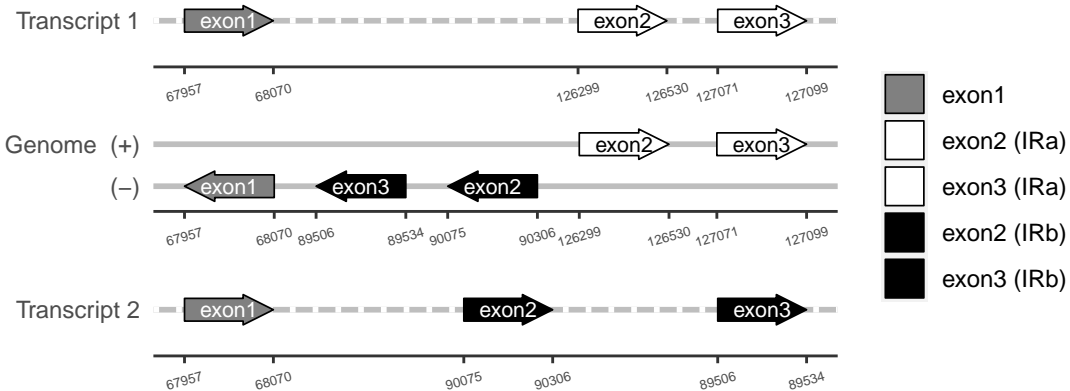 Transcript 1 exon1 exon2 exon3
67957 68070 126299 126530 127071 127099
Genome (+) exon2 exon3
(−) exon1 exon3 exon2
67957 68070 89506 89534 90075 90306 126299 126530 127071 127099
Transcript 2 exon1 exon2 exon3
67957 68070 90075 90306 89506 89534
exon1
exon2 (IRa)
exon3 (IRa)
exon2 (IRb)
exon3 (IRb)